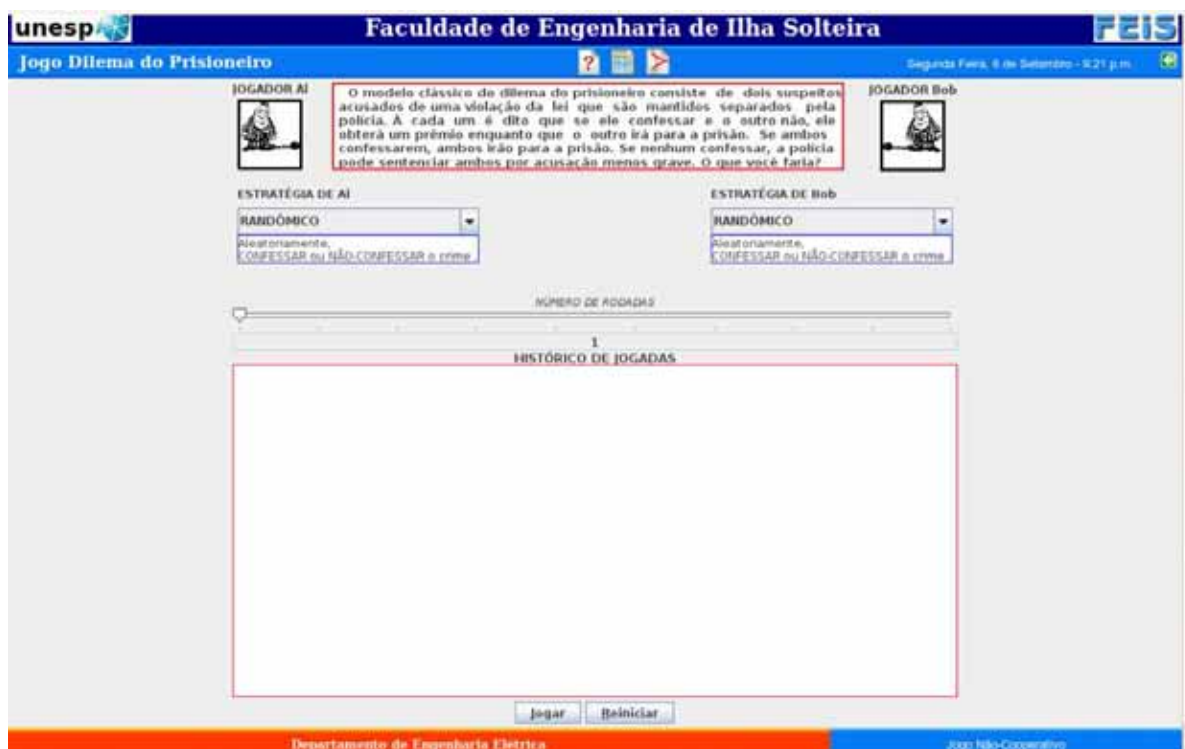 unesp
Faculdade de Engenharia de Ilha Solteira
FEIS
Jogo Dilema do Prisioneiro
?
Segunda Feira, 6 de Setembro - 9:21 p.m.
JOGADOR Al
JOGADOR Bob
O modelo clássico do dilema do prisioneiro consiste de dois suspeitos
acusados de uma violação da lei que são mantidos separados pela
polícia. À cada um é dito que se ele confessar e o outro não, ele
obterá um prêmio enquanto que o outro irá para a prisão. Se ambos
confessarem, ambos irão para a prisão. Se nenhum confessar, a polícia
pode sentenciar ambos por acusação menos grave. O que você faria?
ESTRATÉGIA DE Al
ESTRATÉGIA DE Bob
RANDÔMICO
RANDÔMICO
Aleatoriamente,
CONFESSAR ou NÃO-CONFESSAR o crime
Aleatoriamente,
CONFESSAR ou NÃO-CONFESSAR o crime
NÚMERO DE RODADAS
1
HISTÓRICO DE JOGADAS
Jogar
Reiniciar
Departamento de Engenharia Elétrica
Jogo Não-Cooperativo